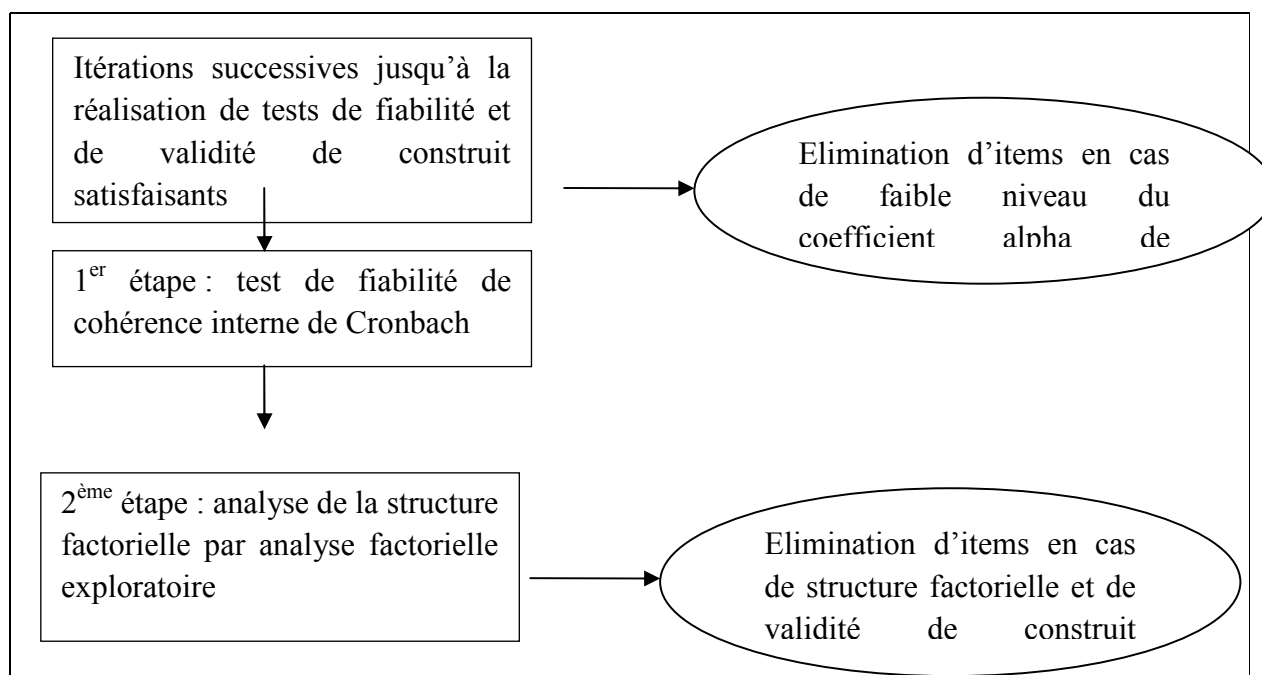 Itérations successives jusqu’à la
réalisation de tests de fiabilité et
de validité de construit
satisfaisants
Elimination d’items en cas
de faible niveau du
coefficient alpha de
1er étape : test de fiabilité de
cohérence interne de Cronbach
2ème étape : analyse de la structure
factorielle par analyse factorielle
exploratoire
Elimination d’items en cas
de structure factorielle et de
validité de construit